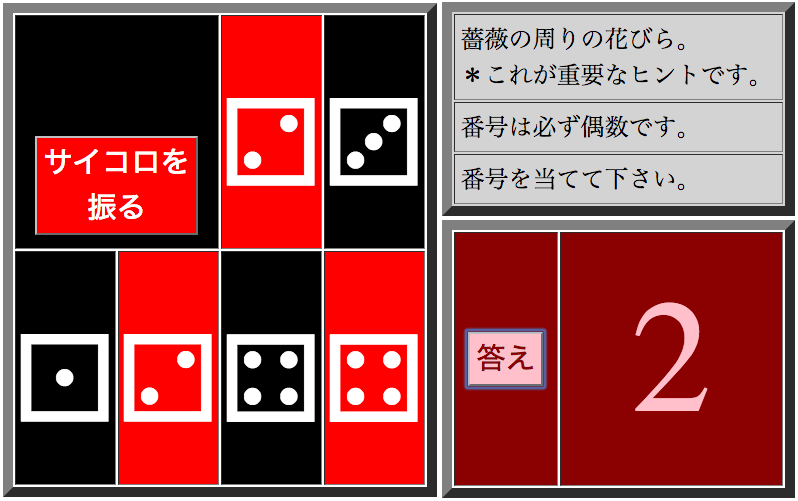 サイコロを
振る
薔薇の周りの花びら。
＊これが重要なヒントです。
番号は必ず偶数です。
番号を当てて下さい。
答え
2